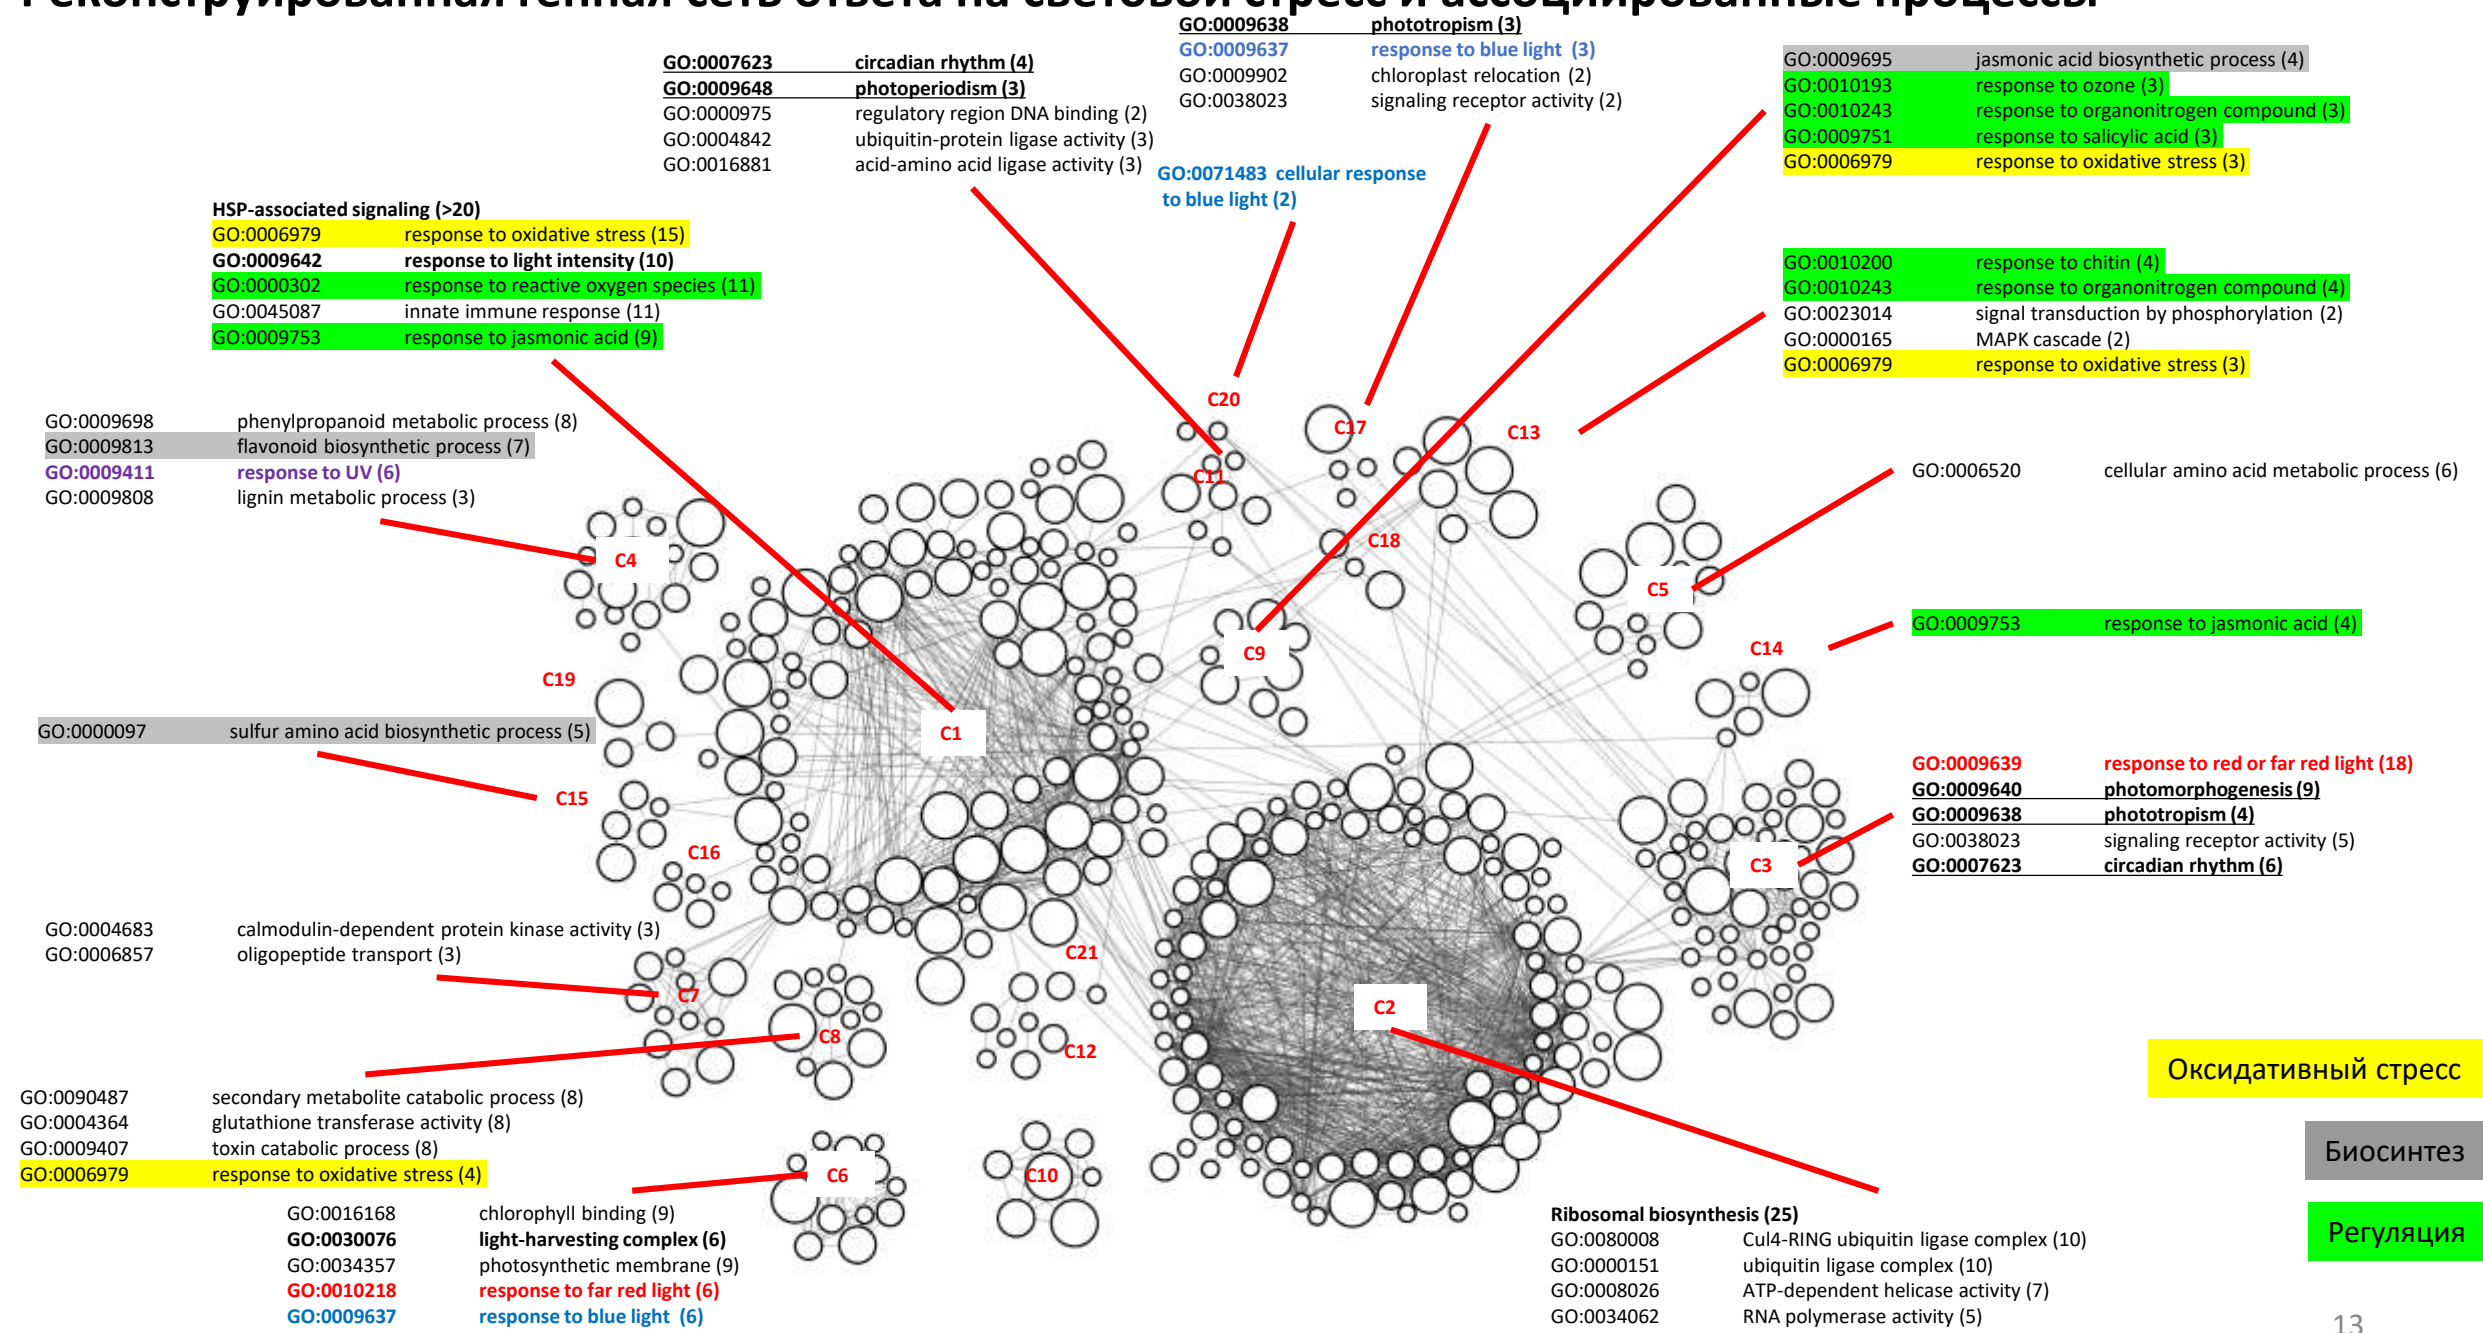 Реконструированная генная сеть ответа на световой стресс и ассоциированные процессы
GO:0009638 phototropism (3)
GO:0009637 response to blue light (3)
GO:0009902 chloroplast relocation (2)
GO:0038023 signaling receptor activity (2)
GO:0007623 circadian rhythm (4)
GO:0009648 photoperiodism (3)
GO:0000975 regulatory region DNA binding (2)
GO:0004842 ubiquitin-protein ligase activity (3)
GO:0016881 acid-amino acid ligase activity (3)
GO:0071483 cellular response
to blue light (2)
GO:0009695 jasmonic acid biosynthetic process (4)
GO:0010193 response to ozone (3)
GO:0010243 response to organonitrogen compound (3)
GO:0009751 response to salicylic acid (3)
GO:0006979 response to oxidative stress (3)
HSP-associated signaling (>20)
GO:0006979 response to oxidative stress (15)
GO:0009642 response to light intensity (10)
GO:0000302 response to reactive oxygen species (11)
GO:0045087 innate immune response (11)
GO:0009753 response to jasmonic acid (9)
GO:0010200 response to chitin (4)
GO:0010243 response to organonitrogen compound (4)
GO:0023014 signal transduction by phosphorylation (2)
GO:0000165 MAPK cascade (2)
GO:0006979 response to oxidative stress (3)
GO:0009698 phenylpropanoid metabolic process (8)
GO:0009813 flavonoid biosynthetic process (7)
GO:0009411 response to UV (6)
GO:0009808 lignin metabolic process (3)
C20
C17
C13
C11
C18
C4
C5
C9
C14
C19
C1
C15
C16
C3
C21
C7
C2
C8
C12
C6
C10
GO:0006520 cellular amino acid metabolic process (6)
GO:0009753 response to jasmonic acid (4)
GO:0000097 sulfur amino acid biosynthetic process (5)
GO:0009639 response to red or far red light (18)
GO:0009640 photomorphogenesis (9)
GO:0009638 phototropism (4)
GO:0038023 signaling receptor activity (5)
GO:0007623 circadian rhythm (6)
GO:0004683 calmodulin-dependent protein kinase activity (3)
GO:0006857 oligopeptide transport (3)
GO:0090487 secondary metabolite catabolic process (8)
GO:0004364 glutathione transferase activity (8)
GO:0009407 toxin catabolic process (8)
GO:0006979 response to oxidative stress (4)
GO:0016168 chlorophyll binding (9)
GO:0030076 light-harvesting complex (6)
GO:0034357 photosynthetic membrane (9)
GO:0010218 response to far red light (6)
GO:0009637 response to blue light (6)
Ribosomal biosynthesis (25)
GO:0080008 Cul4-RING ubiquitin ligase complex (10)
GO:0000151 ubiquitin ligase complex (10)
GO:0008026 ATP-dependent helicase activity (7)
GO:0034062 RNA polymerase activity (5)
Оксидативный стресс
Биосинтез
Регуляция
13